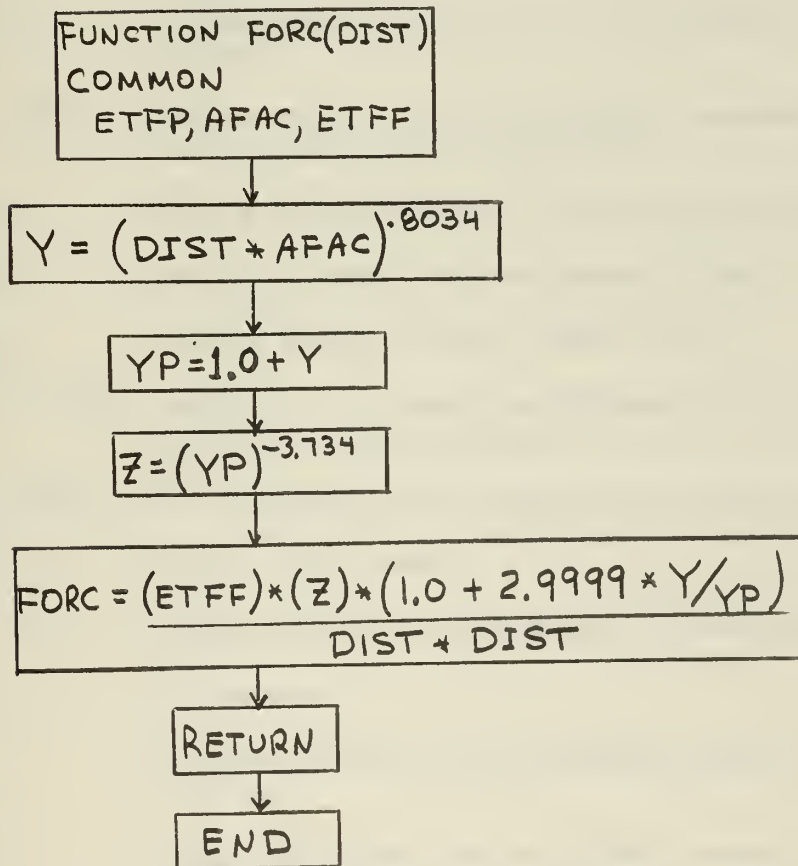 FUNCTION FORC(DIST)
COMMON
ETFP, AFAC, ETFF
Y = (DIST * AFAC)^.8034
YP = 1.0 + Y
Z = (YP)^-3.734
FORC = (ETFF)*(Z)*(1.0 + 2.9999 * Y/YP)
DIST * DIST
RETURN
END